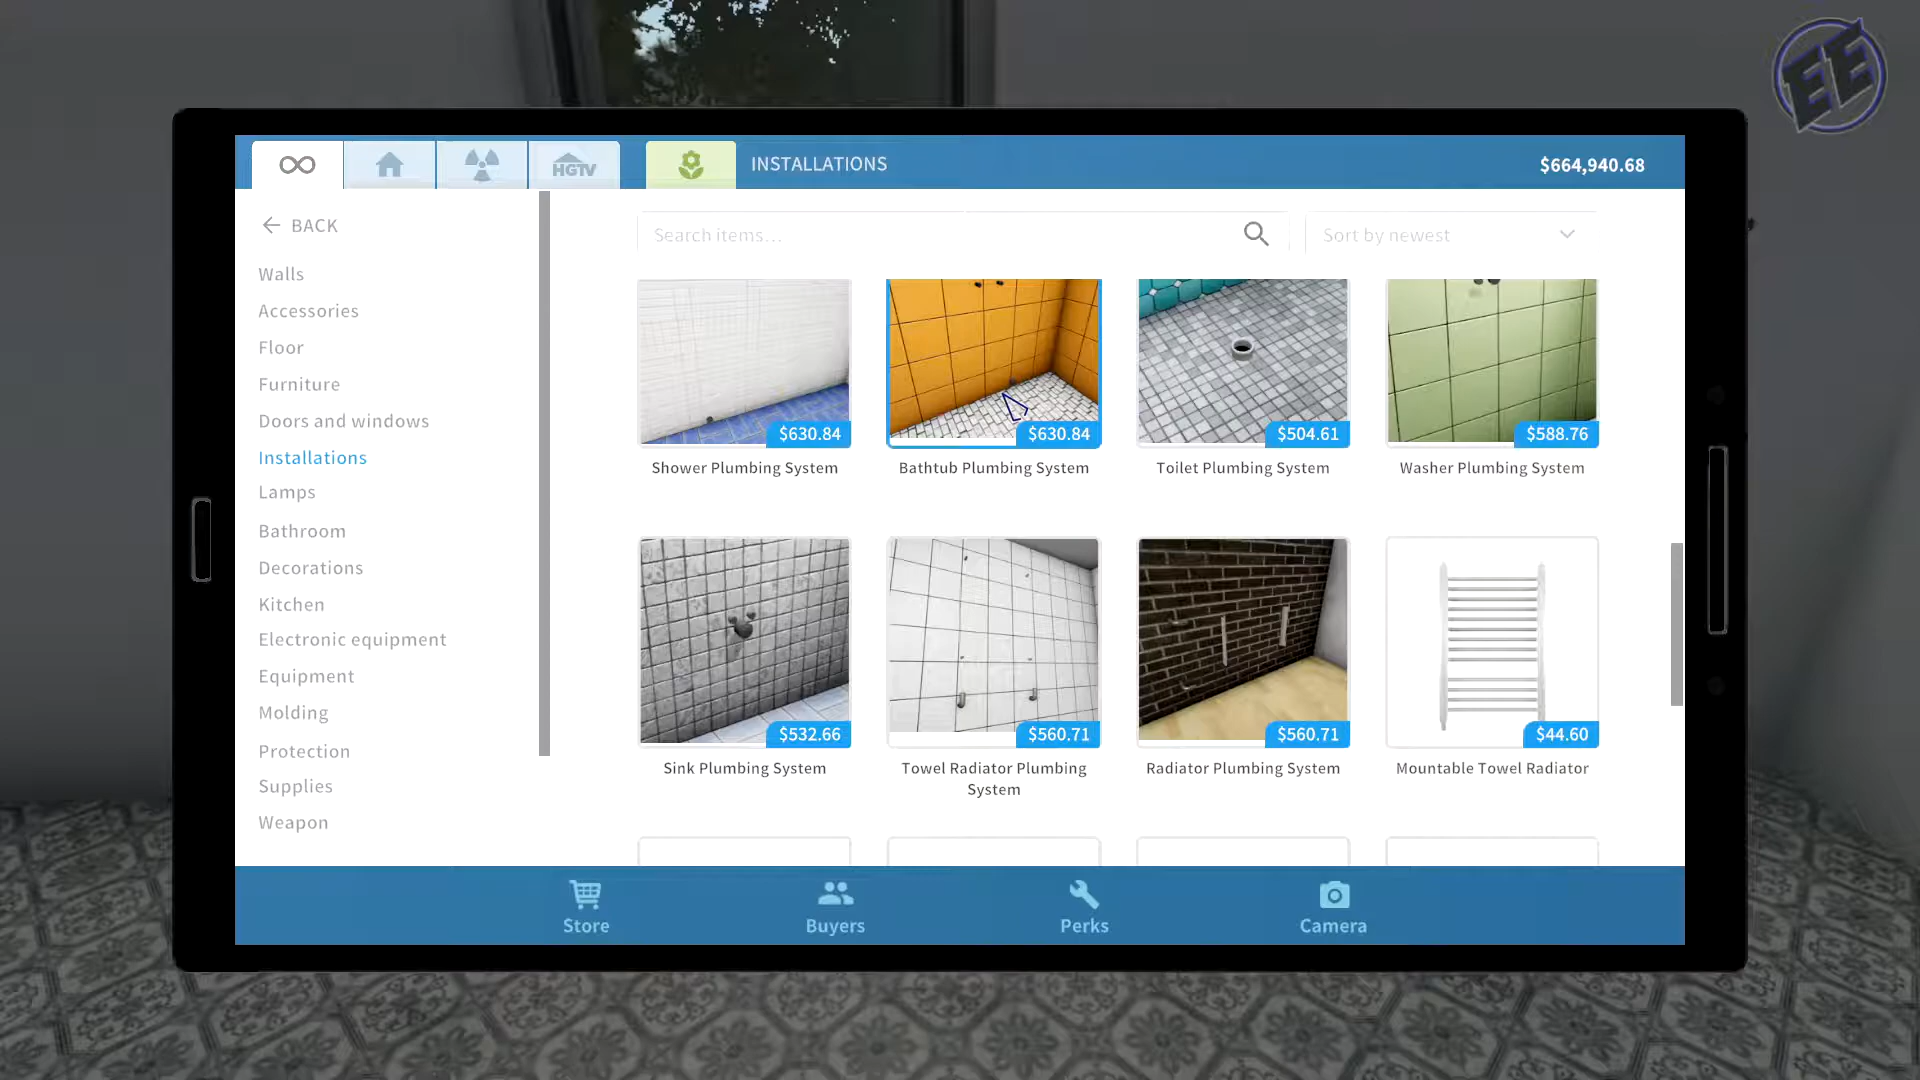 EE
HGTV
INSTALLATIONS
$664,940.68
BACK
Search items...
Sort by newest
Walls
Accessories
Floor
Furniture
Doors and windows
Installations
Lamps
Bathroom
Decorations
Kitchen
Electronic equipment
Equipment
Molding
Protection
Supplies
Weapon
$630.84
$630.84
$504.61
$588.76
Shower Plumbing System
Bathtub Plumbing System
Toilet Plumbing System
Washer Plumbing System
$532.66
$560.71
$560.71
$44.60
Sink Plumbing System
Towel Radiator Plumbing
System
Radiator Plumbing System
Mountable Towel Radiator
Store
Buyers
Perks
Camera